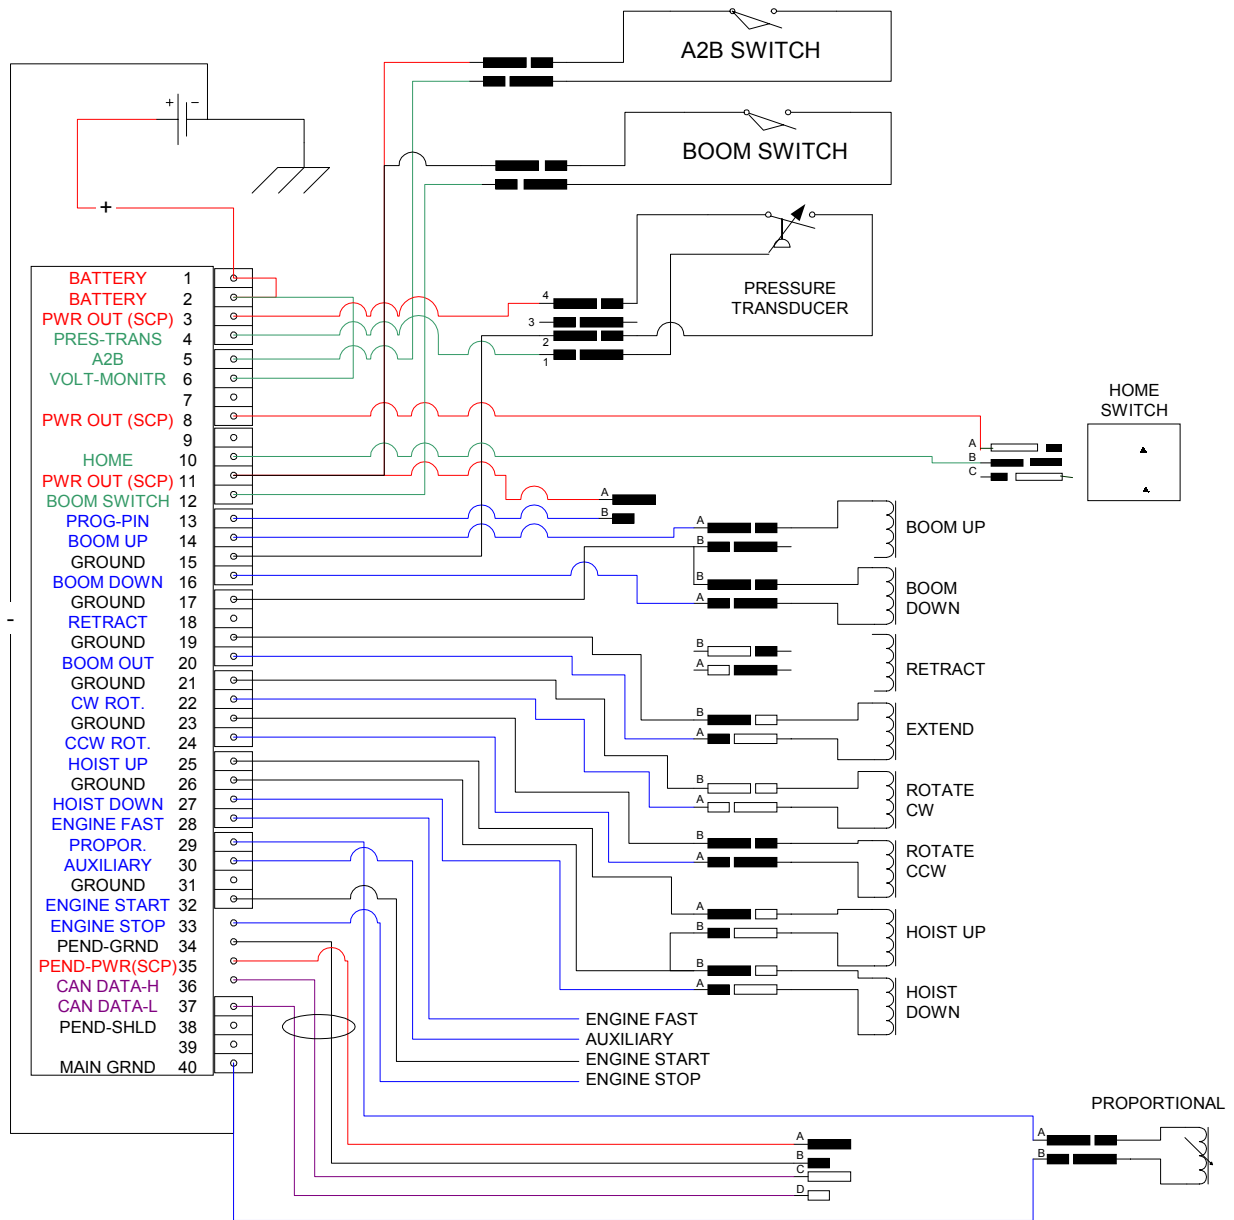 A2B SWITCH
+ −
BOOM SWITCH
+
PRESSURE
TRANSDUCER
4
3
2
1
BATTERY 1
BATTERY 2
PWR OUT (SCP) 3
PRES-TRANS 4
A2B 5
VOLT-MONITR 6
7
PWR OUT (SCP) 8
9
HOME 10
PWR OUT (SCP) 11
BOOM SWITCH 12
PROG-PIN 13
BOOM UP 14
GROUND 15
BOOM DOWN 16
GROUND 17
RETRACT 18
GROUND 19
BOOM OUT 20
GROUND 21
CW ROT. 22
GROUND 23
CCW ROT. 24
HOIST UP 25
GROUND 26
HOIST DOWN 27
ENGINE FAST 28
PROPOR. 29
AUXILIARY 30
GROUND 31
ENGINE START 32
ENGINE STOP 33
PEND-GRND 34
PEND-PWR(SCP) 35
CAN DATA-H 36
CAN DATA-L 37
PEND-SHLD 38
39
MAIN GRND 40
-
HOME
SWITCH
A
B
C
A
B
A
B
BOOM UP
B
A
BOOM
DOWN
B
A
RETRACT
B
A
EXTEND
B
A
ROTATE
CW
B
A
ROTATE
CCW
A
B
HOIST UP
B
A
HOIST
DOWN
ENGINE FAST
AUXILIARY
ENGINE START
ENGINE STOP
PROPORTIONAL
A
B
A
B
C
D